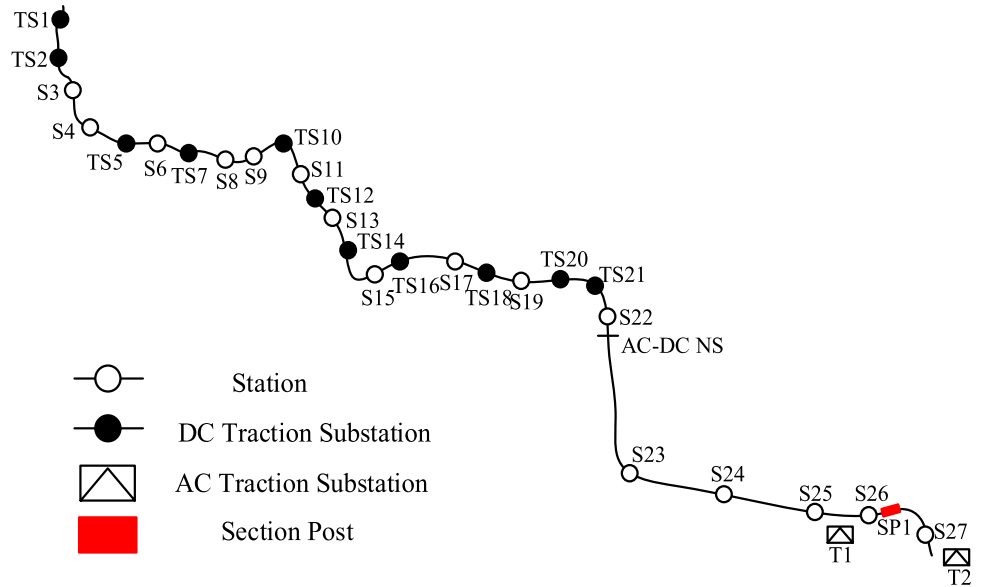 TS1
TS2
S3
S4
TS5
S6
TS7
S8
S9
TS10
S11
TS12
S13
TS14
S15
TS16
S17
TS18
S19
TS20
TS21
S22
AC-DC NS
S23
S24
S25
S26
SP1
S27
T1
T2
Station
DC Traction Substation
AC Traction Substation
Section Post